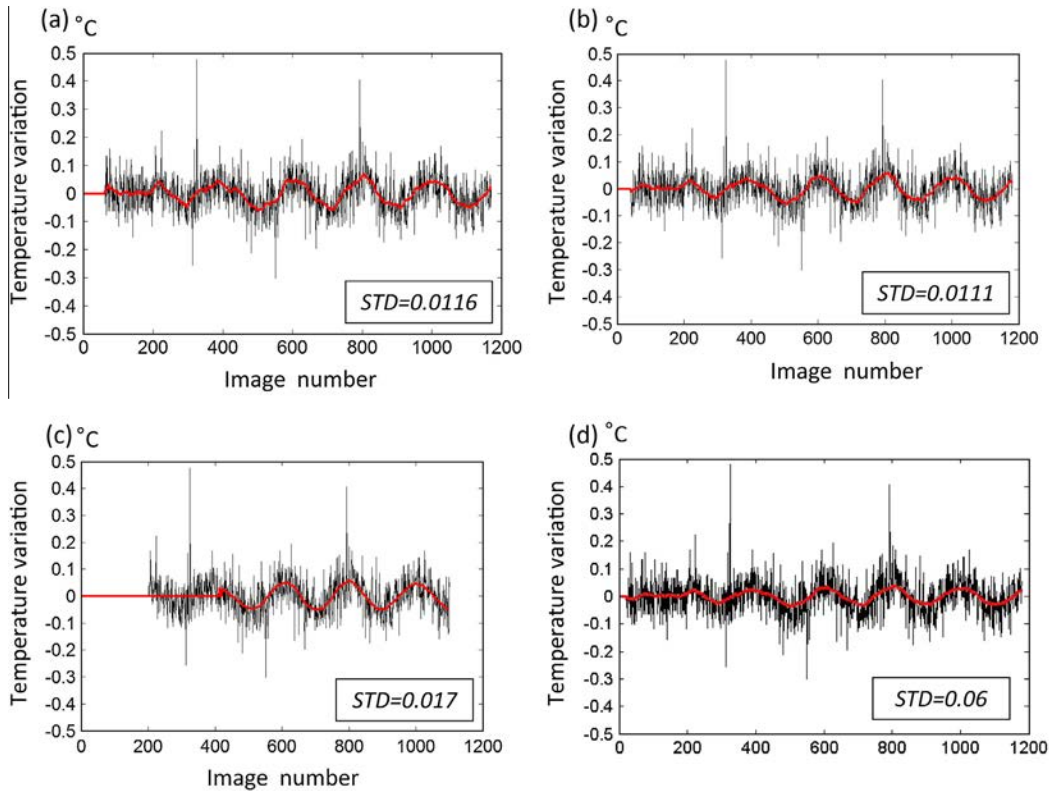 (a) °C
0.5
0.4
0.3
0.2
0.1
0
-0.1
-0.2
-0.3
-0.4
-0.5
Temperature variation
STD=0.0116
0 200 400 600 800 1000 1200
Image number
(b) °C
0.5
0.4
0.3
0.2
0.1
0
-0.1
-0.2
-0.3
-0.4
-0.5
Temperature variation
STD=0.0111
0 200 400 600 800 1000 1200
Image number
(c) °C
0.5
0.4
0.3
0.2
0.1
0
-0.1
-0.2
-0.3
-0.4
-0.5
Temperature variation
STD=0.017
0 200 400 600 800 1000 1200
Image number
(d) °C
0.5
0.4
0.3
0.2
0.1
0
-0.1
-0.2
-0.3
-0.4
-0.5
Temperature variation
STD=0.06
0 200 400 600 800 1000 1200